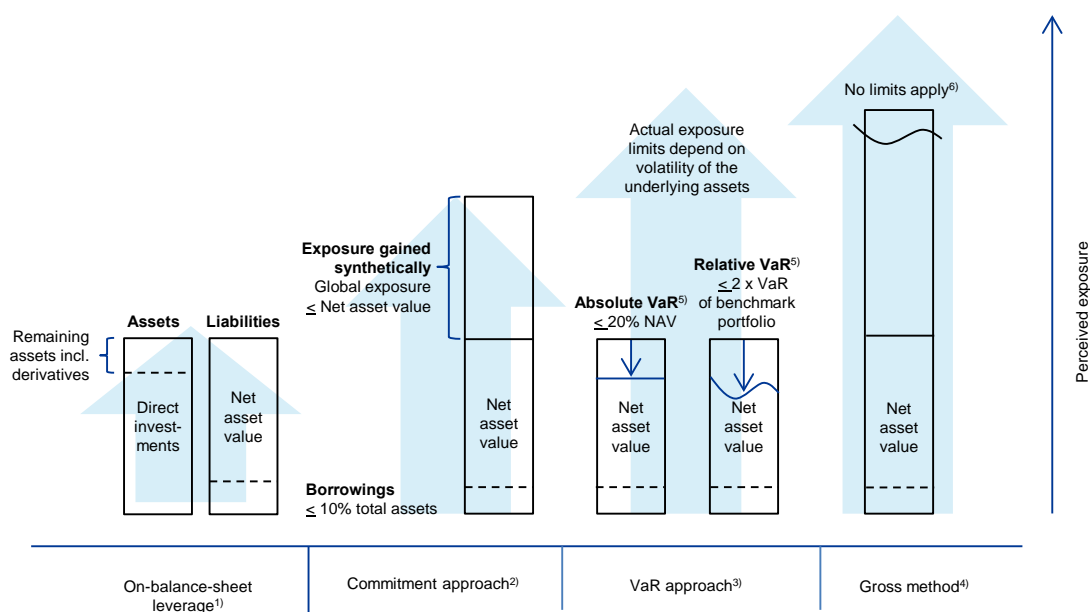 No limits apply6)
Actual exposure
limits depend on
volatility of the
underlying assets
Exposure gained
synthetically
Global exposure
< Net asset value
Relative VaR5)
< 2 x VaR
of benchmark
portfolio
Absolute VaR5)
< 20% NAV
Remaining
assets incl.
derivatives
Assets
Liabilities
Direct
invest-
ments
Net
asset
value
Net
asset
value
Net
asset
value
Net
asset
value
Net
asset
value
Borrowings
< 10% total assets
Perceived exposure
On-balance-sheet
leverage1)
Commitment approach2)
VaR approach3)
Gross method4)